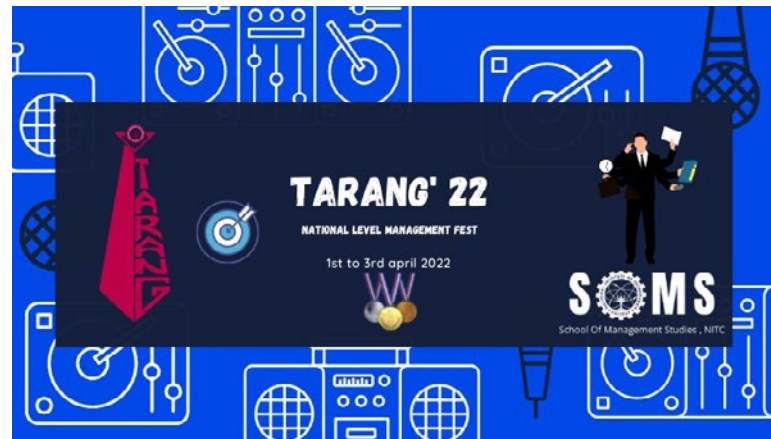 TARANG
TARANG' 22
NATIONAL LEVEL MANAGEMENT FEST
1st to 3rd april 2022
SOMS
School Of Management Studies , NITC